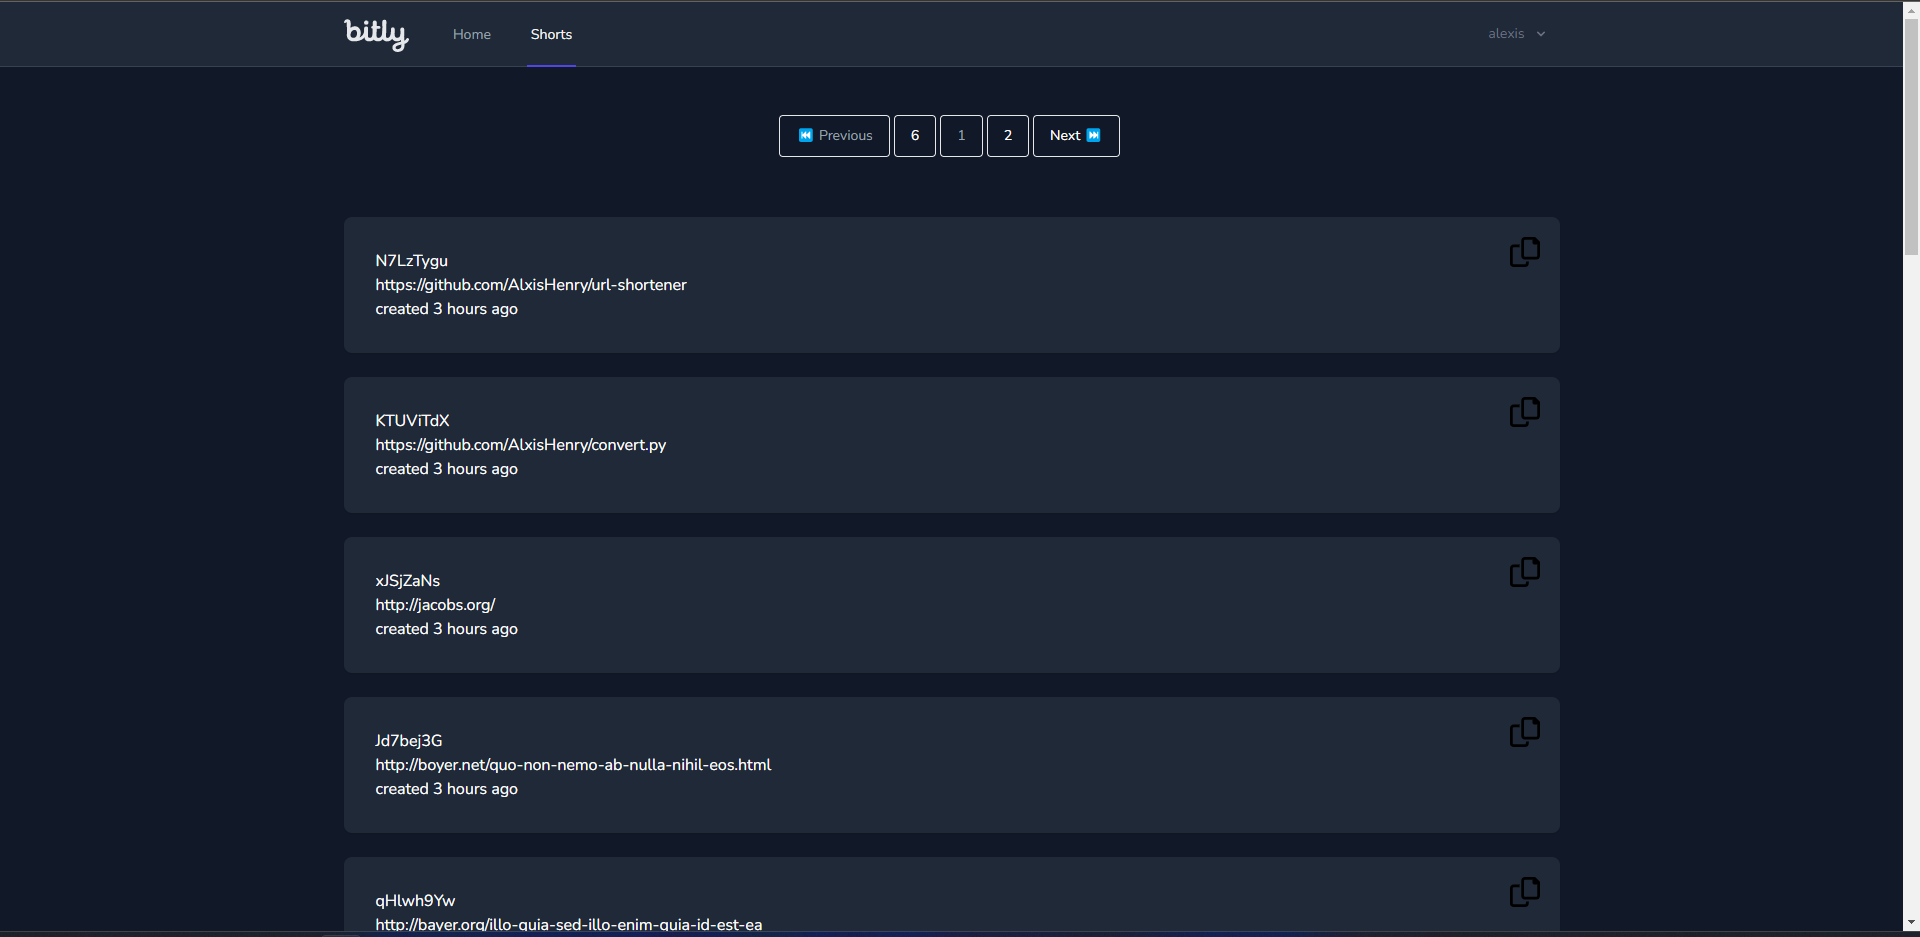 bitly
Home
Shorts
alexis
⏪ Previous 6 1 2 Next ⏩
N7LzTygu
https://github.com/AlxisHenry/url-shortener
created 3 hours ago
KTUViTdX
https://github.com/AlxisHenry/convert.py
created 3 hours ago
xJSjZaNs
http://jacobs.org/
created 3 hours ago
Jd7bej3G
http://boyer.net/quo-non-nemo-ab-nulla-nihil-eos.html
created 3 hours ago
qHlwh9Yw
http://bayer.org/illo-quia-sed-illo-enim-quia-id-est-ea